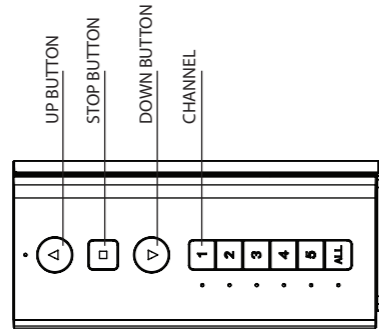 UP BUTTON
STOP BUTTON
DOWN BUTTON
CHANNEL
1
2
3
4
5
ALL